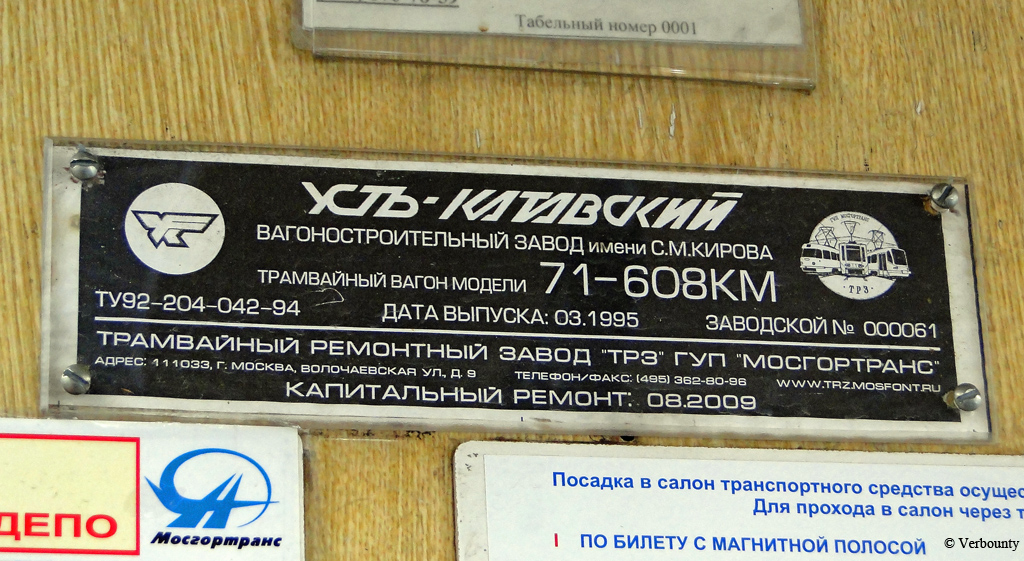 Табельный номер 0001
УСТЬ-КАТАВСКИЙ
ВАГОНОСТРОИТЕЛЬНЫЙ ЗАВОД имени С.М.КИРОВА
ТРАМВАЙНЫЙ ВАГОН МОДЕЛИ 71-608КМ
ГУП МОСГОРТРАНС
ТРЗ
ТУ92-204-042-94 ДАТА ВЫПУСКА: 03.1995 ЗАВОДСКОЙ № 000061
ТРАМВАЙНЫЙ РЕМОНТНЫЙ ЗАВОД "ТРЗ" ГУП "МОСГОРТРАНС"
АДРЕС: 111033, Г. МОСКВА, ВОЛОЧАЕВСКАЯ УЛ., Д. 9 ТЕЛЕФОН/ФАКС: (495) 362-80-96 WWW.TRZ.MOSFONT.RU
КАПИТАЛЬНЫЙ РЕМОНТ: 08.2009
ДЕПО
Мосгортранс
Посадка в салон транспортного средства осущес
Для прохода в салон через т
I ПО БИЛЕТУ С МАГНИТНОЙ ПОЛОСОЙ
© Verbounty